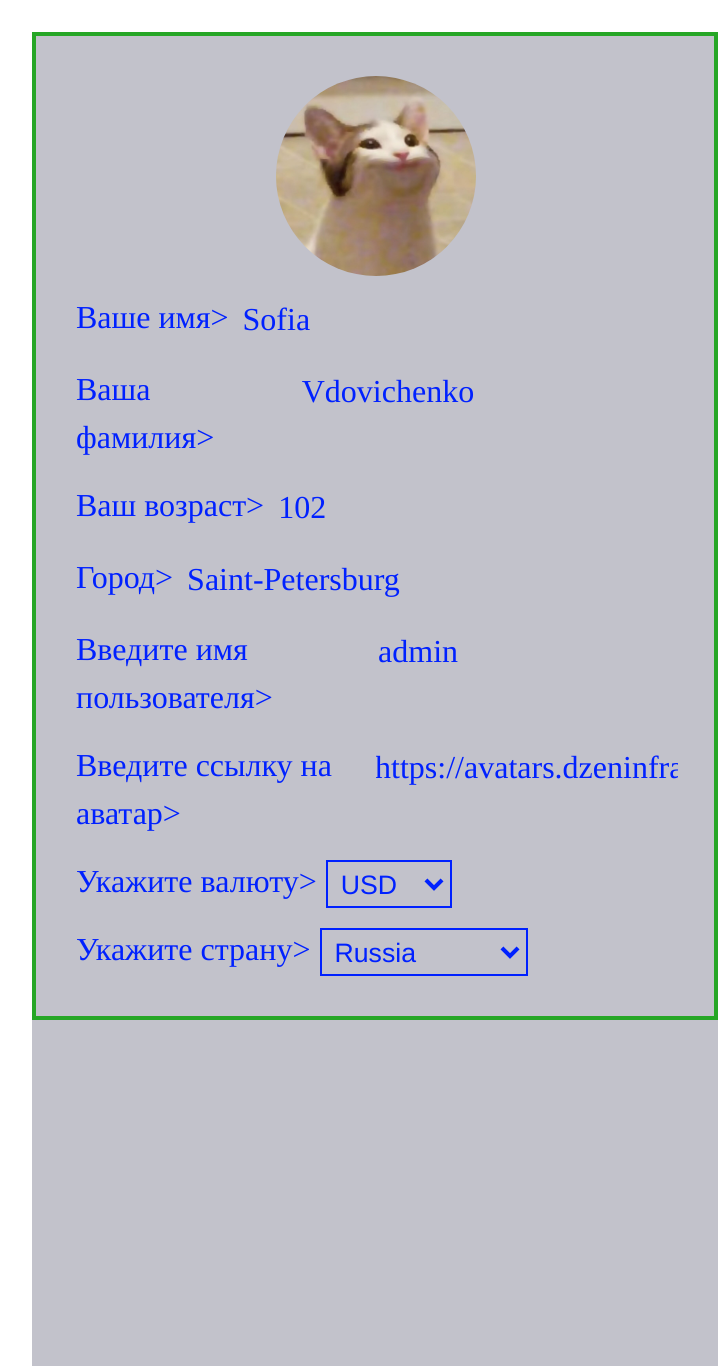 Ваше имя> Sofia
Ваша Vdovichenko
фамилия>
Ваш возраст> 102
Город> Saint-Petersburg
Введите имя admin
пользователя>
Введите ссылку на https://avatars.dzeninfra
аватар>
Укажите валюту> USD
Укажите страну> Russia